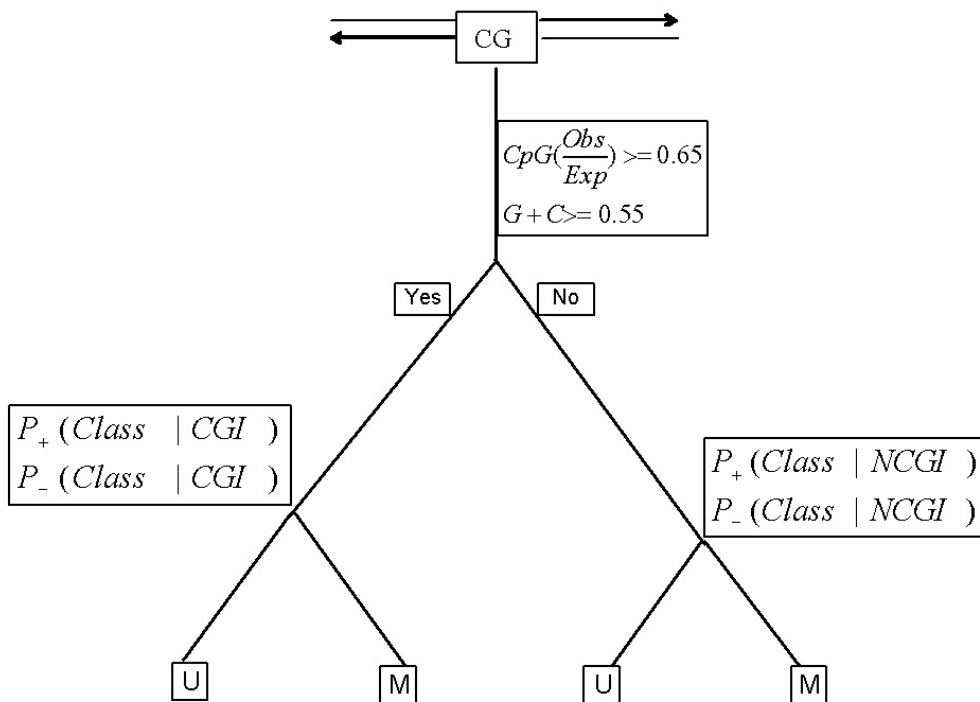 CG
CpG(Obs/Exp) >= 0.65
G + C>= 0.55
Yes
No
P₊ (Class | CGI )
P₋ (Class | CGI )
P₊ (Class | NCGI )
P₋ (Class | NCGI )
U
M
U
M